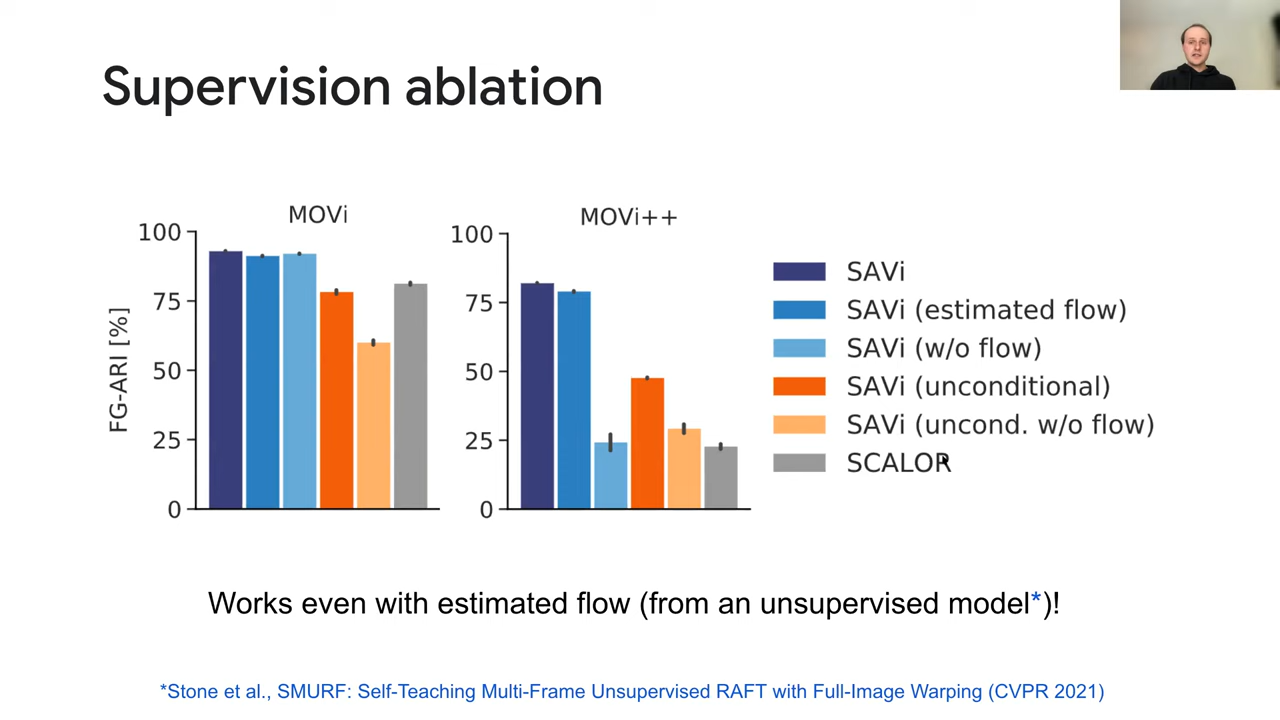 Supervision ablation
MOVi
100
75
50
25
0
FG-ARI [%]
MOVi++
100
75
50
25
0
SAVi
SAVi (estimated flow)
SAVi (w/o flow)
SAVi (unconditional)
SAVi (uncond. w/o flow)
SCALOR
Works even with estimated flow (from an unsupervised model*)!
*Stone et al., SMURF: Self-Teaching Multi-Frame Unsupervised RAFT with Full-Image Warping (CVPR 2021)